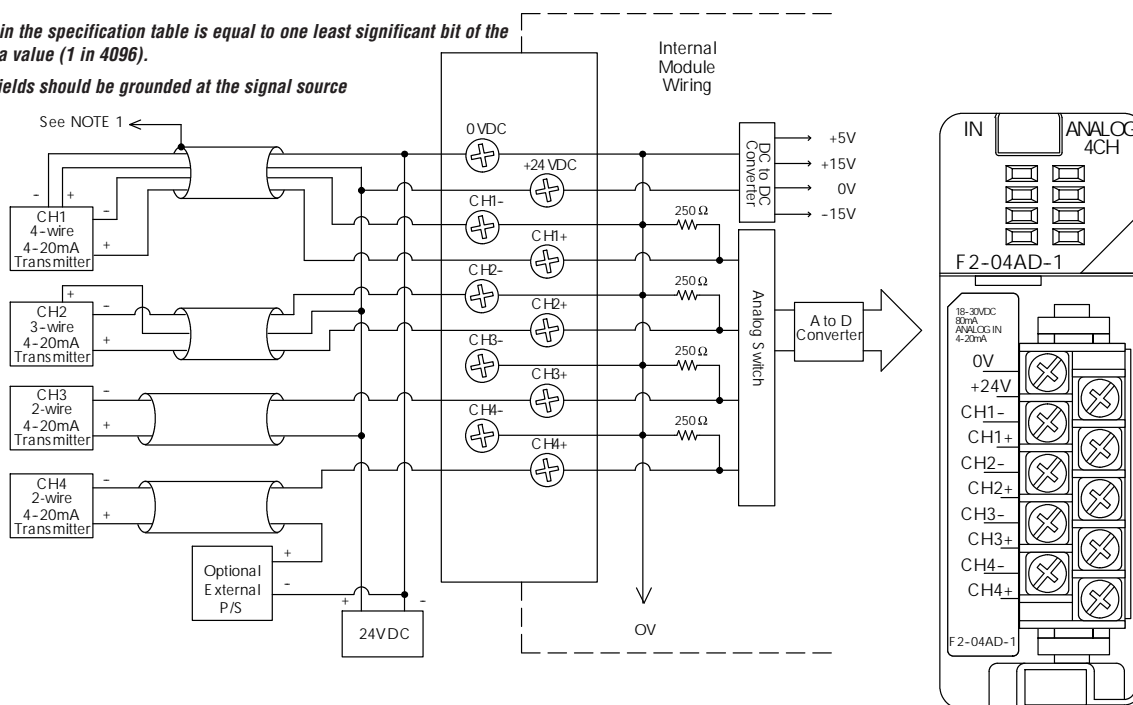 in the specification table is equal to one least significant bit of the
a value (1 in 4096).
ields should be grounded at the signal source
See NOTE 1
- +
CH1
4-wire
4-20mA
Transmitter
-
+
+
CH2
3-wire
4-20mA
Transmitter
-
+
CH3
2-wire
4-20mA
Transmitter
-
+
CH4
2-wire
4-20mA
Transmitter
-
+
Optional
External
P/S
+
-
+ -
24VDC
0VDC
+24 VDC
CH1-
CH1+
CH2-
CH2+
CH3-
CH3+
CH4-
CH4+
Internal
Module
Wiring
250 Ω
250 Ω
250 Ω
250 Ω
0V
DC to DC
Converter
+5V
+15V
0V
-15V
Analog Switch
A to D
Converter
IN
ANALOG
4CH
F2-04AD-1
18-30VDC
80mA
ANALOG IN
4-20mA
0V
+24V
CH1-
CH1+
CH2-
CH2+
CH3-
CH3+
CH4-
CH4+
F2-04AD-1